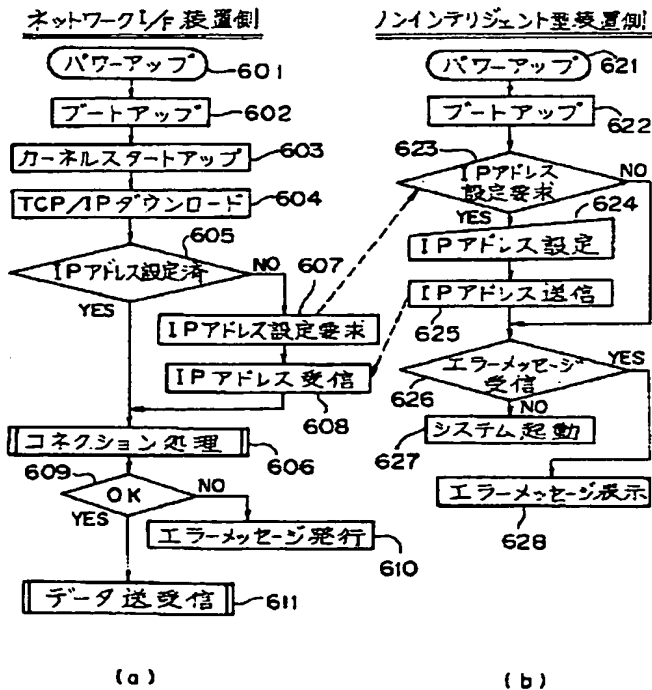 ネットワークI/F装置側
パワーアップ
601
ブートアップ
602
カーネルスタートアップ
603
TCP/IPダウンロード
604
605
IPアドレス設定済
NO
YES
607
IPアドレス設定要求
IPアドレス受信
608
コネクション処理
606
609
OK
NO
YES
エラーメッセージ発行
610
データ送受信
611
(a)
ノンインテリジェント型装置側
パワーアップ
621
ブートアップ
622
623
IPアドレス
設定要求
NO
YES
624
IPアドレス設定
IPアドレス送信
625
エラーメッセージ
受信
YES
626
NO
システム起動
627
エラーメッセージ表示
628
(b)